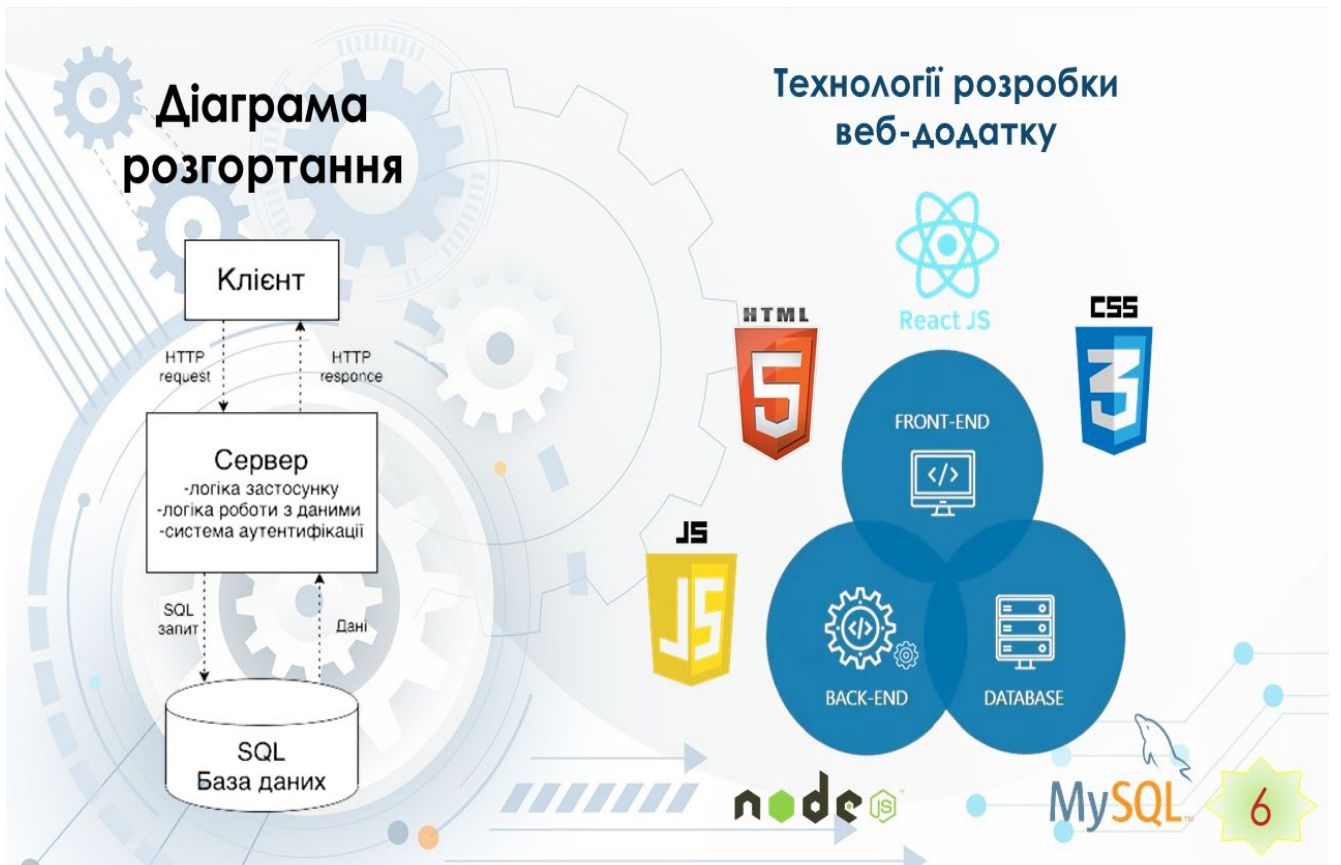 Діаграма
розгортання
Клієнт
HTTP
request
HTTP
responce
Сервер
-логіка застосунку
-логіка роботи з даними
-система аутентифікації
SQL
запит
Дані
SQL
База даних
Технології розробки
веб-додатку
React JS
HTML
5
CSS
3
FRONT-END
</>
JS
JS
</>
BACK-END
DATABASE
node JS
MySQL™
6